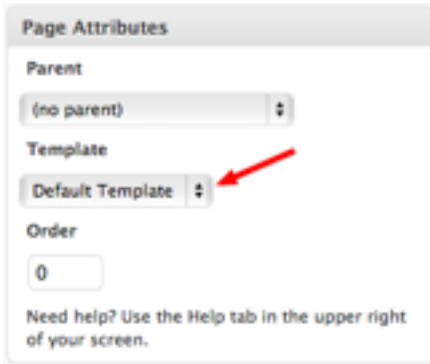 Page Attributes
Parent
(no parent)
Template
Default Template
Order
0
Need help? Use the Help tab in the upper right
of your screen.